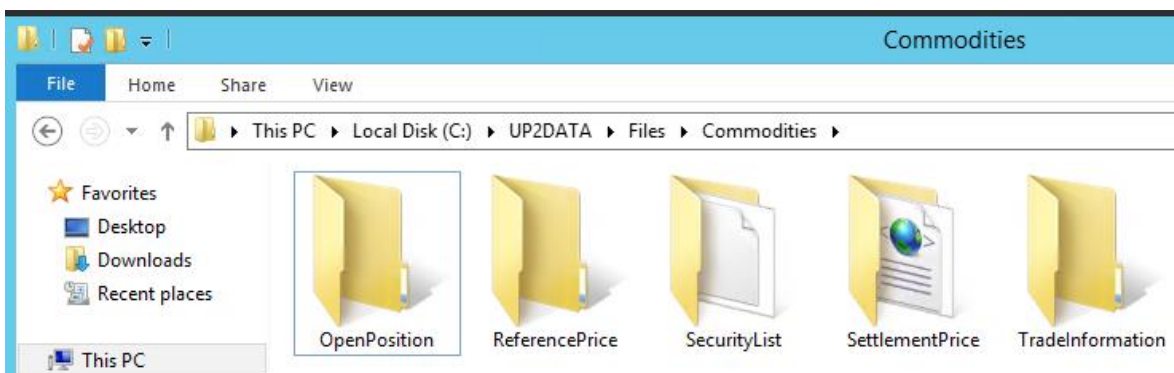 Commodities
File Home Share View
This PC Local Disk (C:) UP2DATA Files Commodities
Favorites
Desktop
Downloads
Recent places
This PC
OpenPosition ReferencePrice SecurityList SettlementPrice TradeInformation